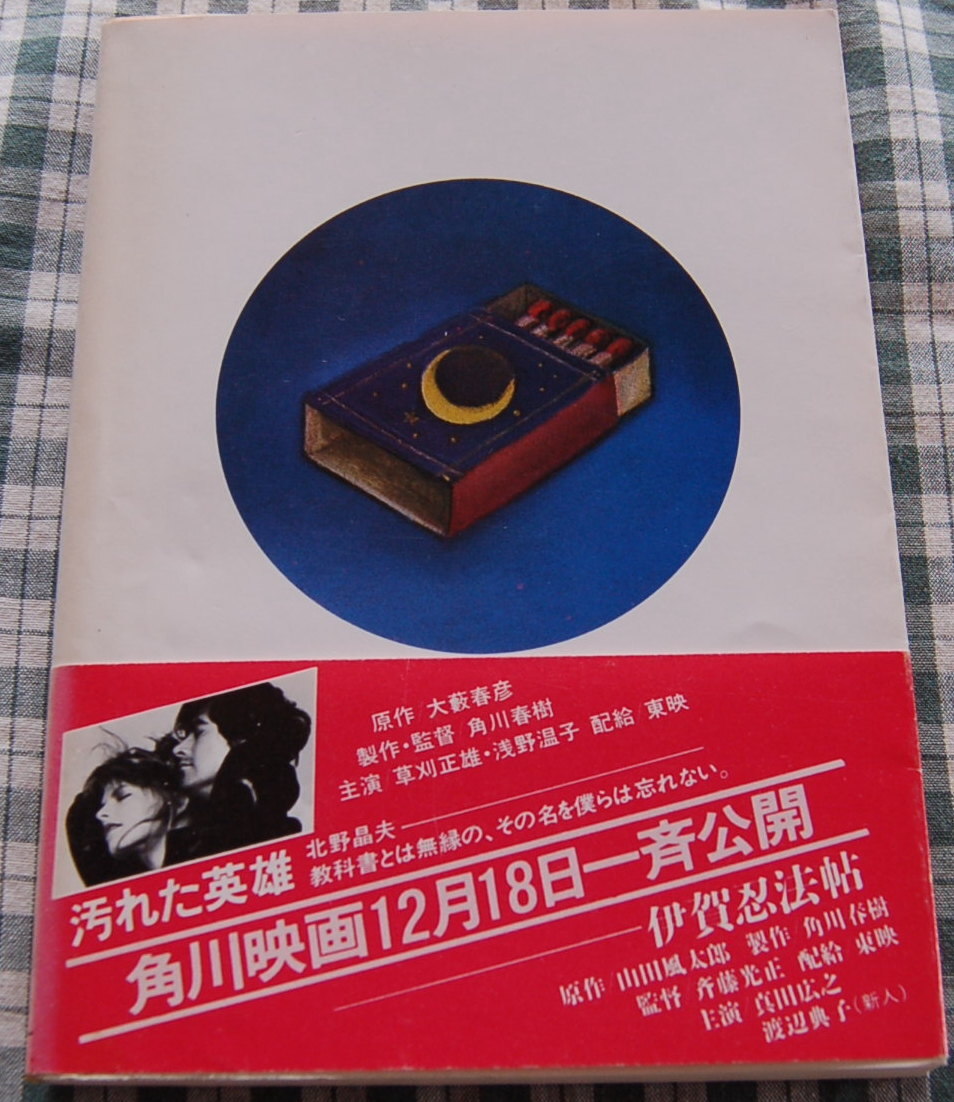 原作 大藪春彦
製作・監督 角川春樹
主演/草刈正雄・浅野温子 配給/東映
北野晶夫
教科書とは無縁の、その名を僕らは忘れない。
汚れた英雄
角川映画12月18日一斉公開
伊賀忍法帖
原作/山田風太郎 製作 角川春樹
監督 斉藤光正 配給 東映
主演/真田広之
渡辺典子(新人)